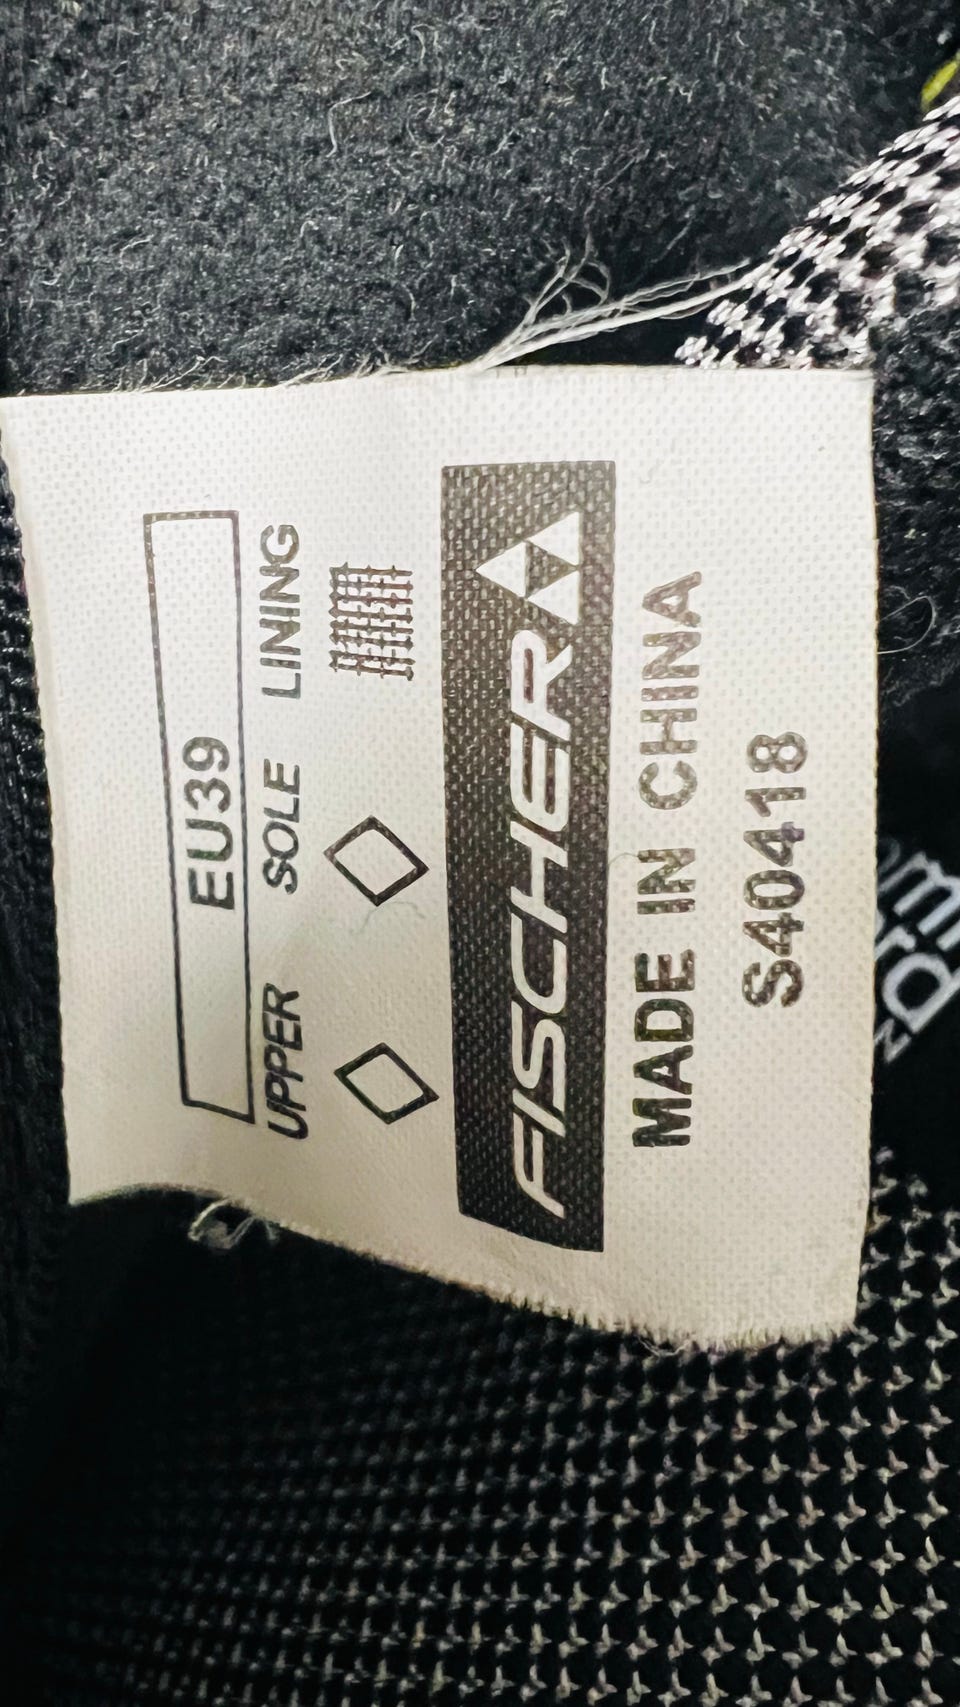 EU39
UPPER SOLE LINING
FISCHER
MADE IN CHINA
S40418